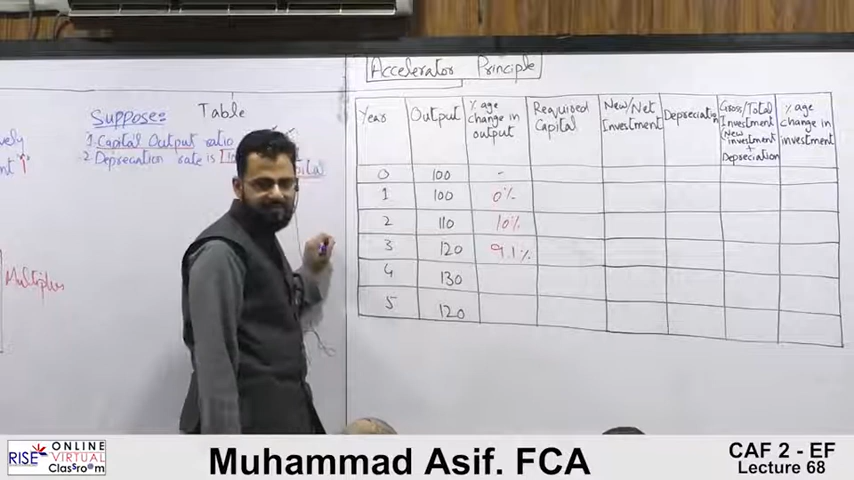 Accelerator Principle
Suppose:
Table
1. Capital Output ratio
2 Depreciation rate is 10
Multiplier
Year
Output
% age
change in
output
Required
Capital
New/Net
Investment
Depreciation
Gross/Total
Investment
(New
investment
+
Depreciation
% age
change in
investment
0 100 -
1 100 0%
2 110 10%
3 120 9.1%
4 130
5 120
RISE
ONLINE
VIRTUAL
Classroom
Muhammad Asif. FCA
CAF 2 - EF
Lecture 68